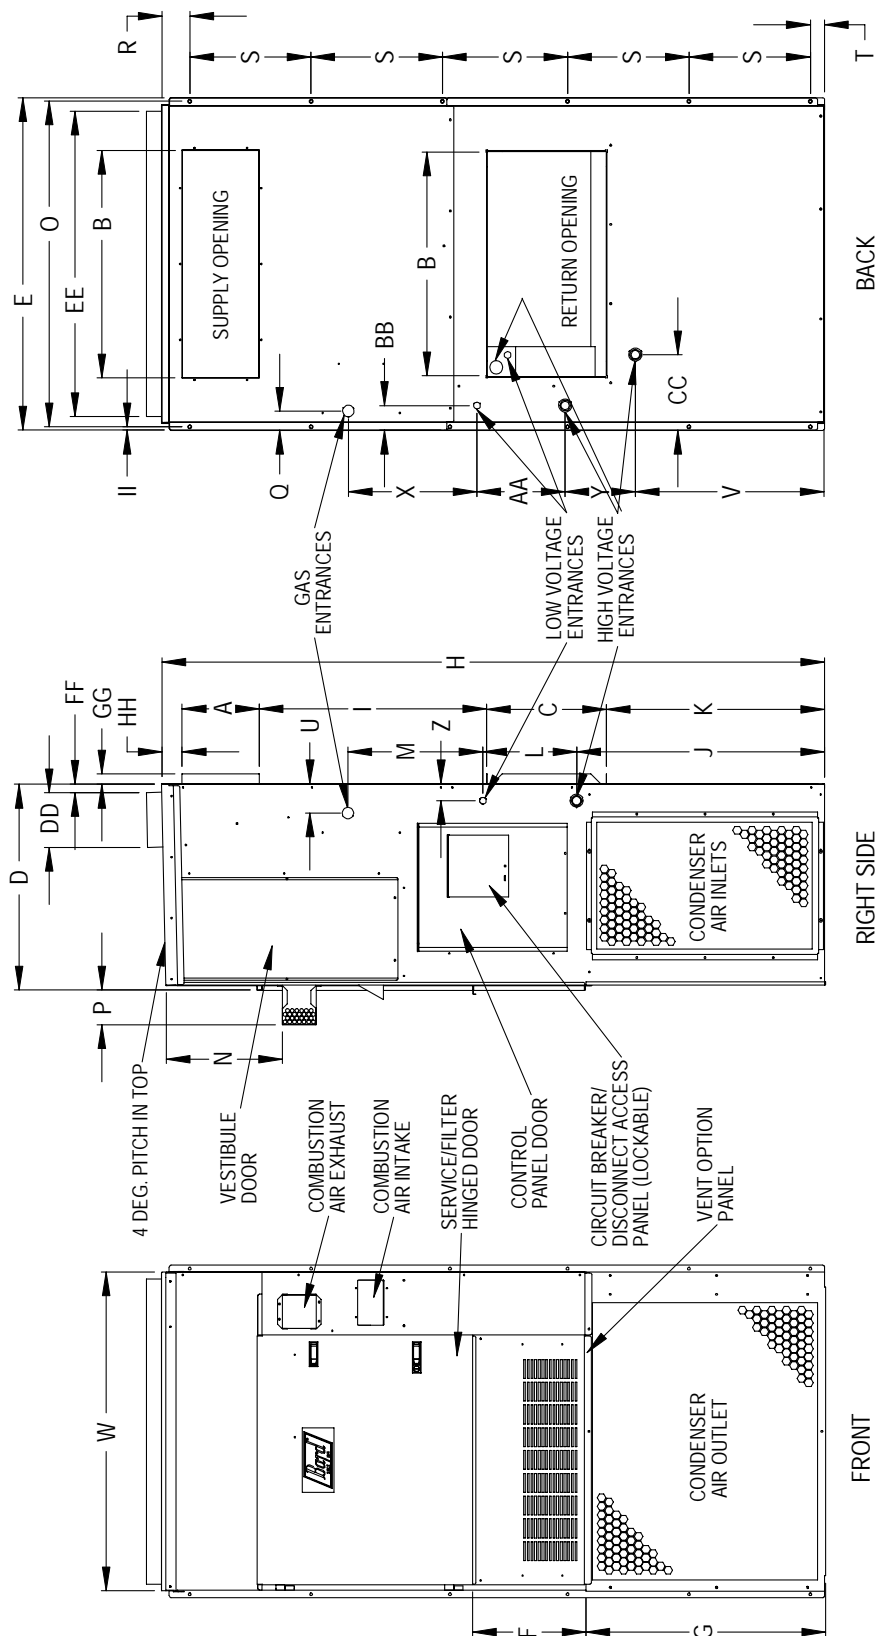 W
F
G
COMBUSTION
AIR EXHAUST
COMBUSTION
AIR INTAKE
SERVICE/FILTER
HINGED DOOR
VENT OPTION
PANEL
Bard
CONDENSER
AIR OUTLET
FRONT
D
DD
FF
GG
HH
P
N
A
I
U
M
Z
C
L
K
J
H
4 DEG. PITCH IN TOP
VESTIBULE
DOOR
CONTROL
PANEL DOOR
CIRCUIT BREAKER/
DISCONNECT ACCESS
PANEL (LOCKABLE)
CONDENSER
AIR INLETS
RIGHT SIDE
GAS
ENTRANCES
LOW VOLTAGE
ENTRANCES
HIGH VOLTAGE
ENTRANCES
E
O
EE
B
II
Q
BB
X
AA
Y
V
CC
B
SUPPLY OPENING
RETURN OPENING
R
S
S
S
S
S
T
BACK